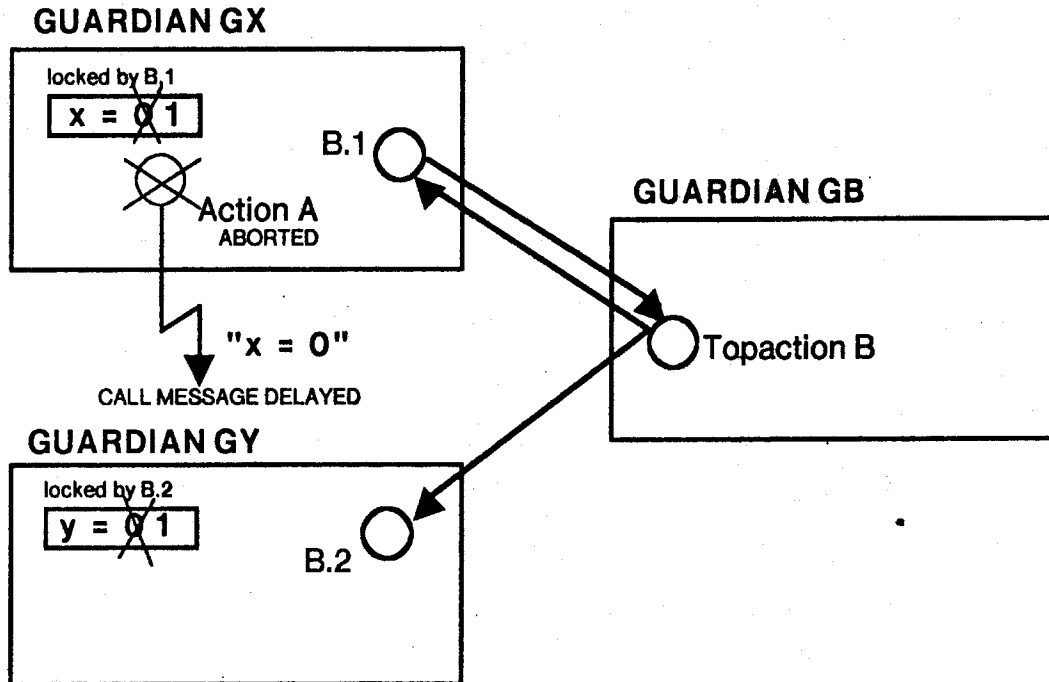 GUARDIAN GX
locked by B.1
x = 0 1
B.1
Action A
ABORTED
GUARDIAN GB
"x = 0"
Topaction B
CALL MESSAGE DELAYED
GUARDIAN GY
locked by B.2
y = 0 1
B.2